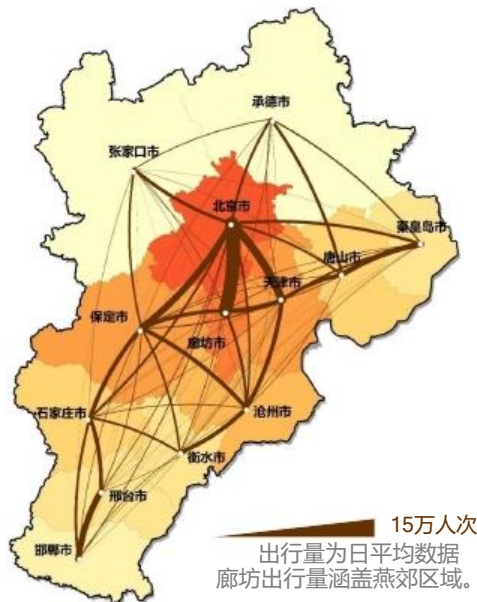 承德市
张家口市
北京市
秦皇岛市
唐山市
天津市
保定市
廊坊市
石家庄市
沧州市
衡水市
邢台市
邯郸市
15万人次
出行量为日平均数据
廊坊出行量涵盖燕郊区域。